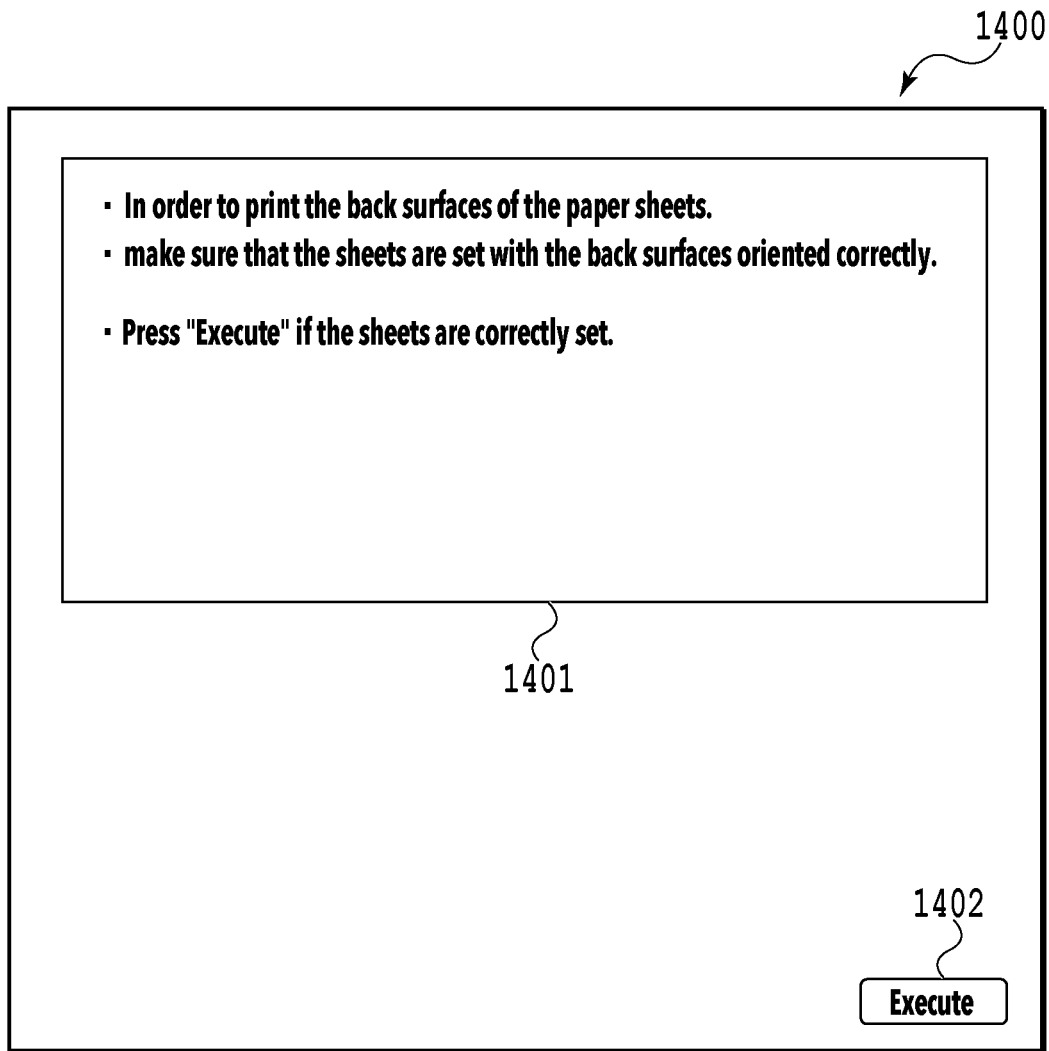 1400
· In order to print the back surfaces of the paper sheets.
· make sure that the sheets are set with the back surfaces oriented correctly.
· Press "Execute" if the sheets are correctly set.
1401
1402
Execute